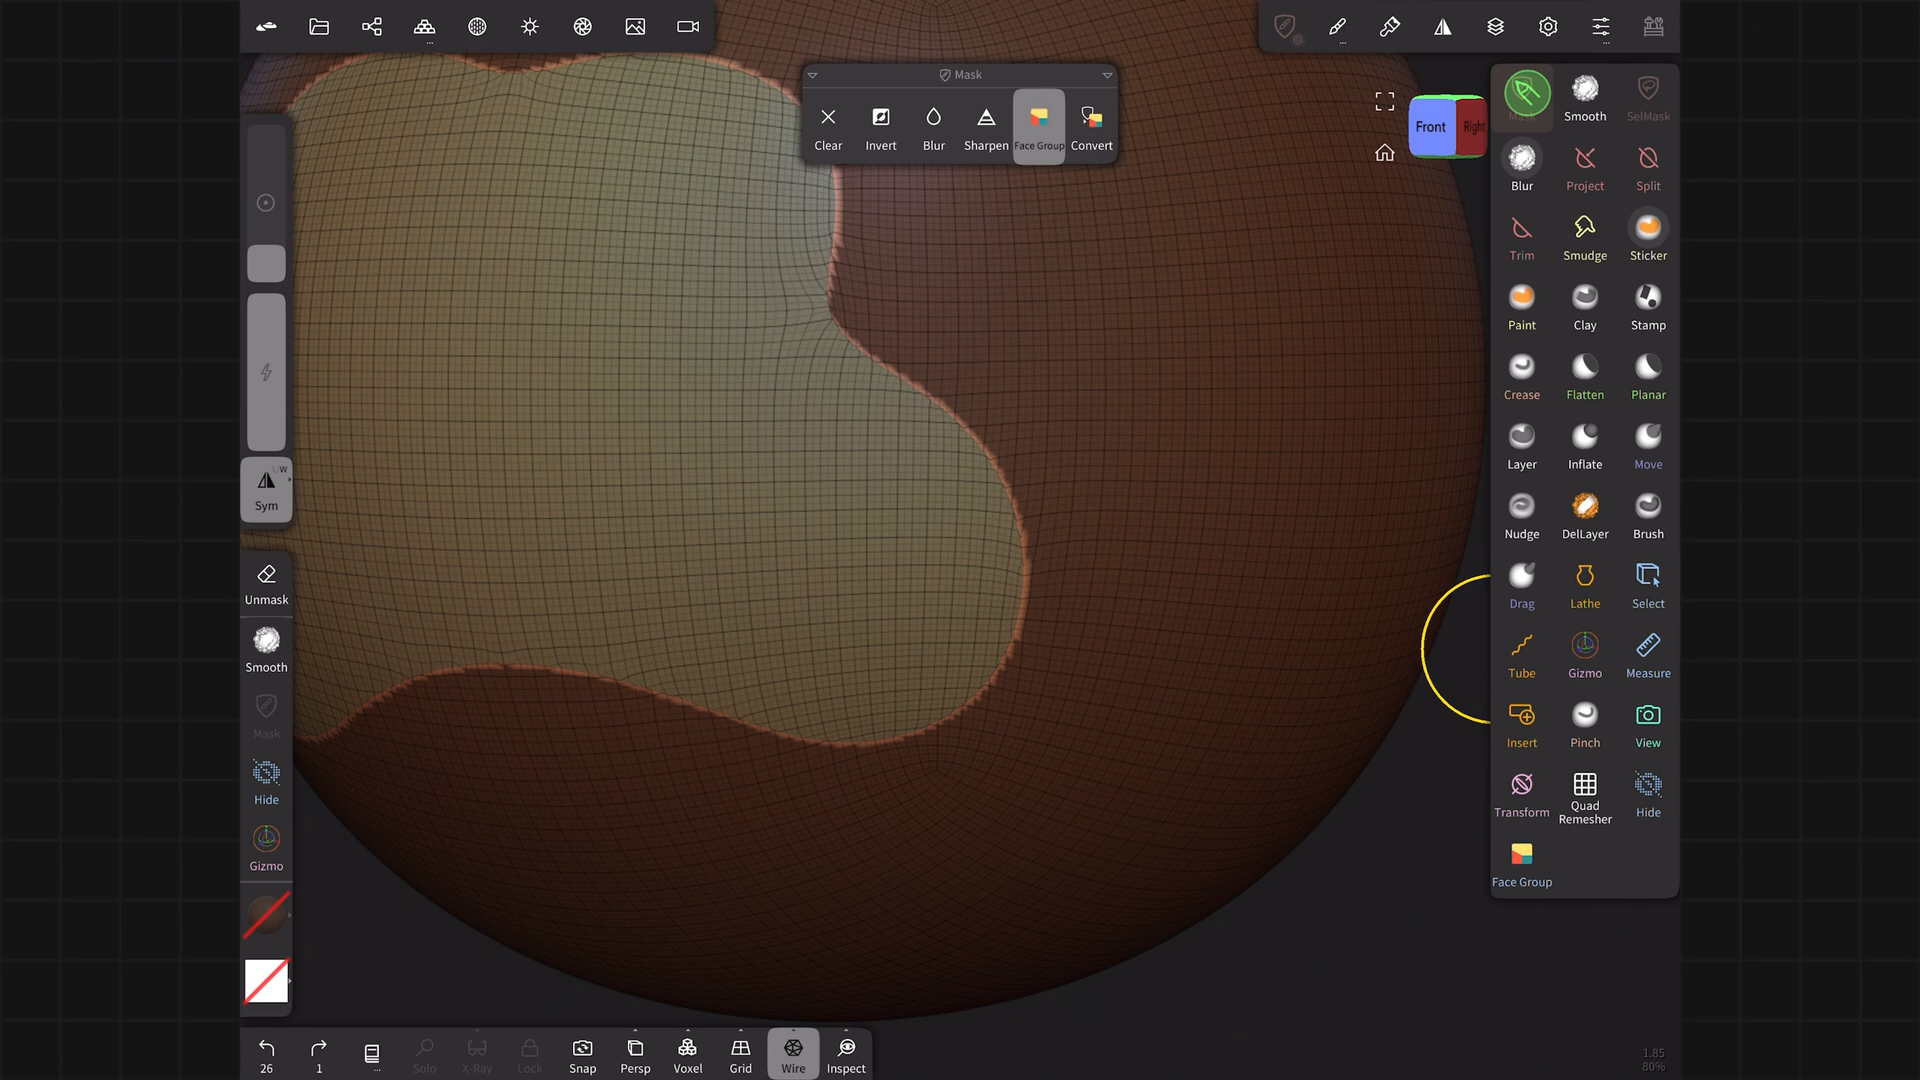 Mask
Clear
Invert
Blur
Sharpen
Face Group
Convert
Front
Right
Mask
Smooth
SelMask
Blur
Project
Split
Trim
Smudge
Sticker
Paint
Clay
Stamp
Crease
Flatten
Planar
Layer
Inflate
Move
Nudge
DelLayer
Brush
Drag
Lathe
Select
Tube
Gizmo
Measure
Insert
Pinch
View
Transform
Quad
Remesher
Hide
Face Group
L/W
Sym
Unmask
Smooth
Mask
Hide
Gizmo
26
1
...
Solo
X-Ray
Lock
Snap
Persp
Voxel
Grid
Wire
Inspect
1.85
80%